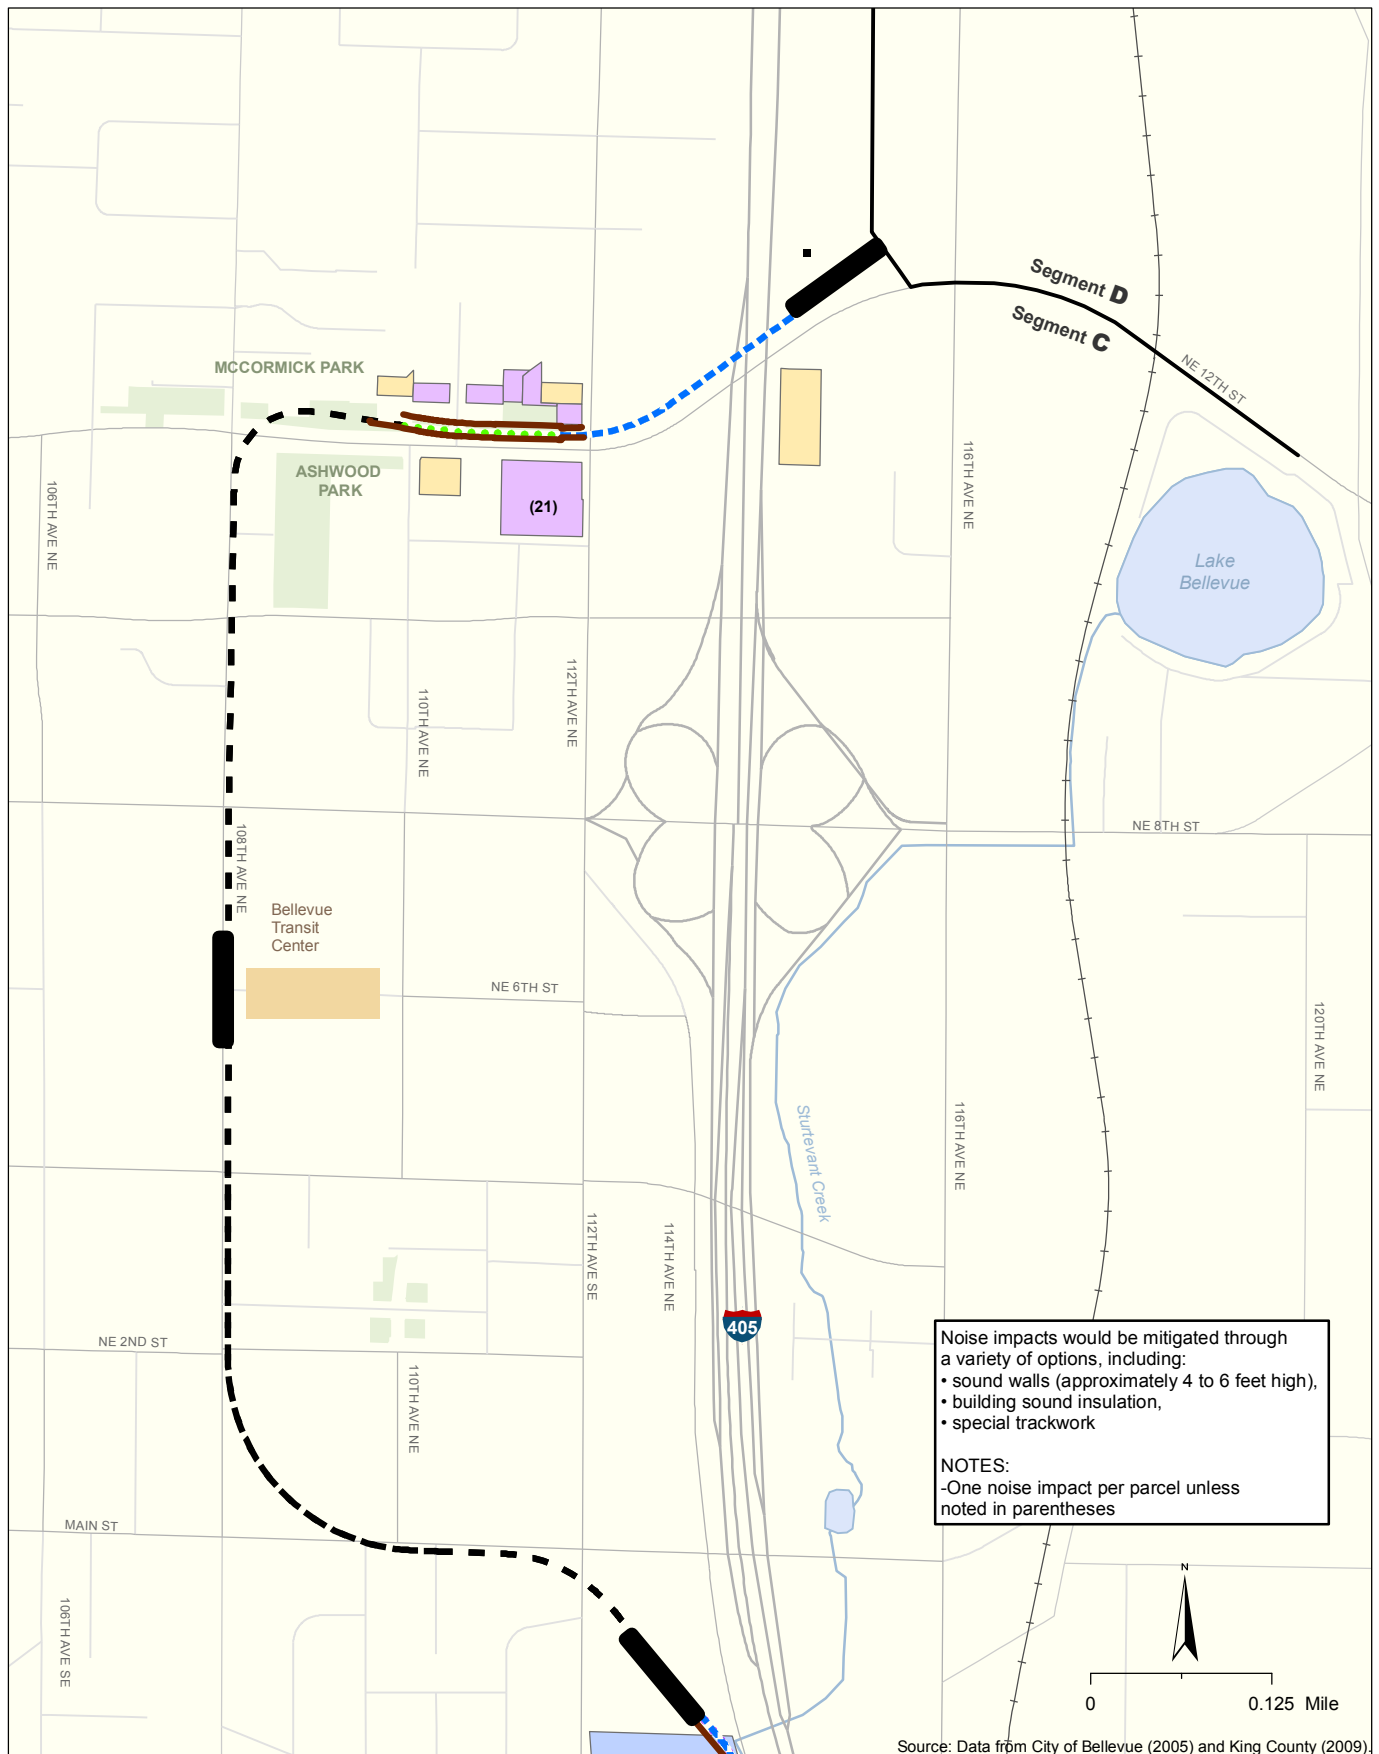 Segment D
Segment C
NE 12TH ST
MCCORMICK PARK
ASHWOOD
PARK
(21)
106TH AVE NE
116TH AVE NE
Lake
Bellevue
112TH AVE NE
110TH AVE NE
NE 8TH ST
108TH AVE NE
Bellevue
Transit
Center
NE 6TH ST
120TH AVE NE
Sturtevant Creek
116TH AVE NE
112TH AVE SE
114TH AVE NE
405
NE 2ND ST
110TH AVE NE
Noise impacts would be mitigated through
a variety of options, including:
• sound walls (approximately 4 to 6 feet high),
• building sound insulation,
• special trackwork
NOTES:
-One noise impact per parcel unless
noted in parentheses
MAIN ST
106TH AVE SE
N
0 0.125 Mile
Source: Data from City of Bellevue (2005) and King County (2009).